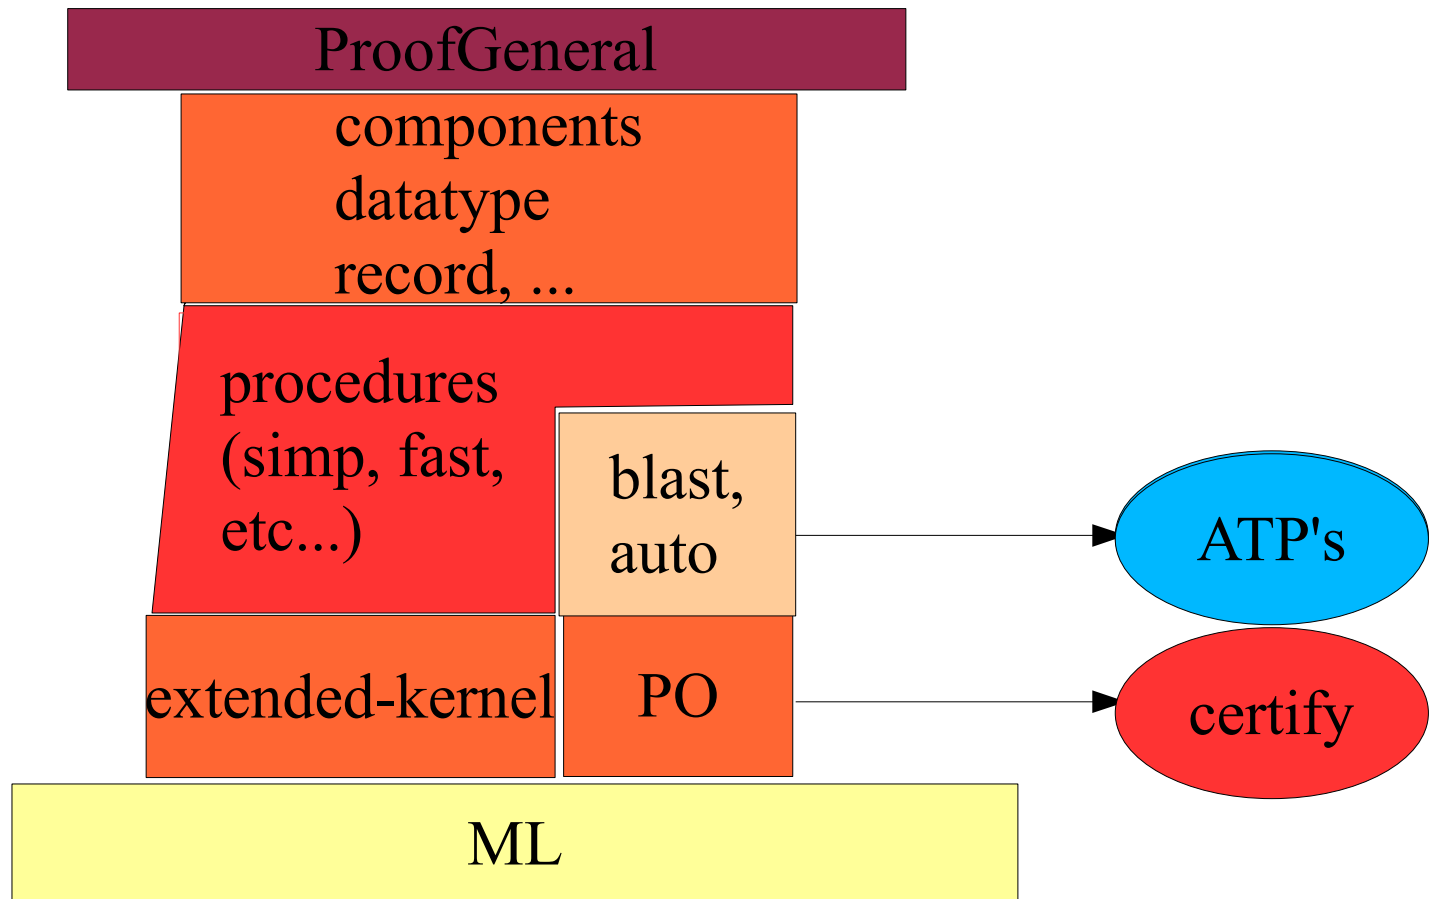 ProofGeneral
components
datatype
record, ...
procedures
(simp, fast,
etc...)
blast,
auto
ATP's
extended-kernel
PO
certify
ML